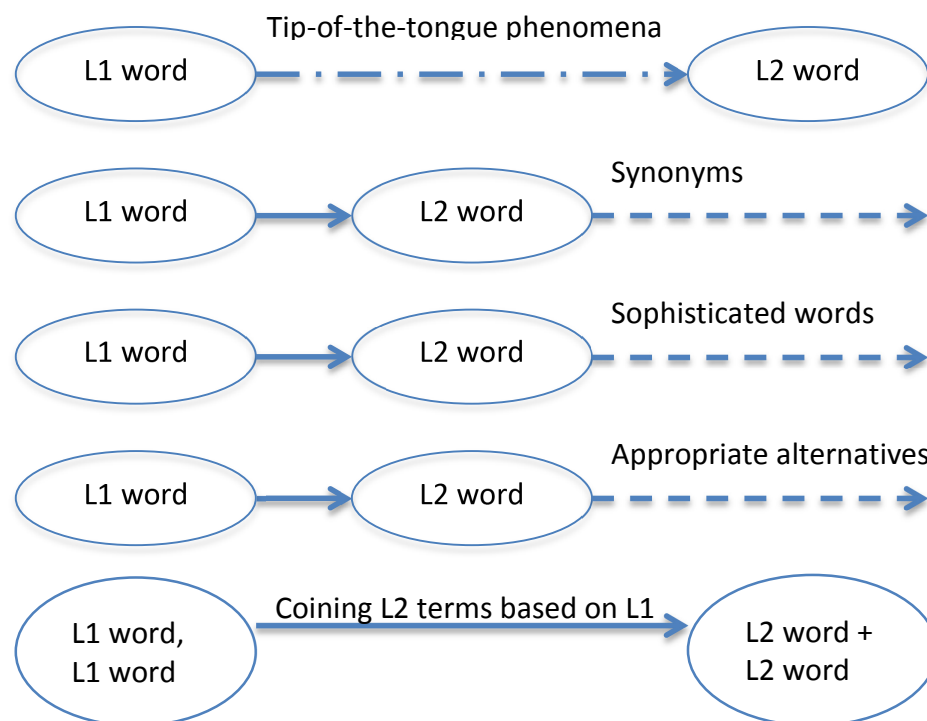 Tip-of-the-tongue phenomena
L1 word
L2 word
Synonyms
L1 word
L2 word
Sophisticated words
L1 word
L2 word
Appropriate alternatives
L1 word
L2 word
Coining L2 terms based on L1
L1 word,
L1 word
L2 word +
L2 word